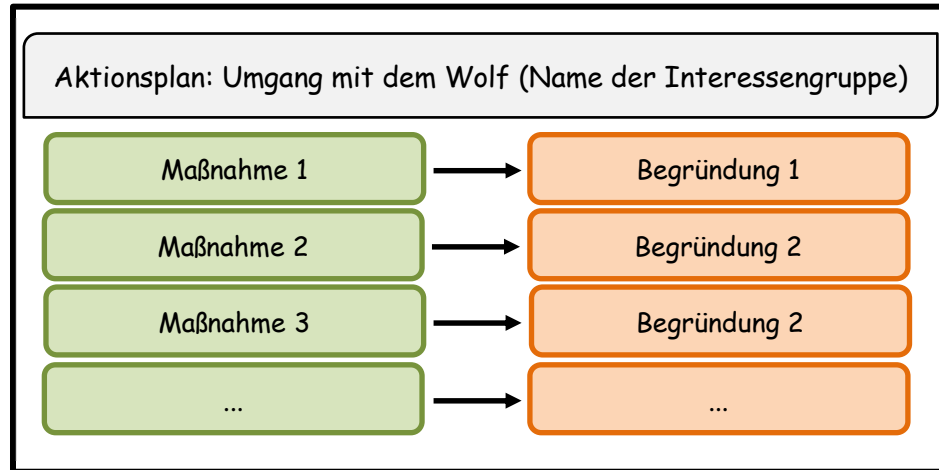 Aktionsplan: Umgang mit dem Wolf (Name der Interessengruppe)
Maßnahme 1 Begründung 1
Maßnahme 2 Begründung 2
Maßnahme 3 Begründung 2
... ...